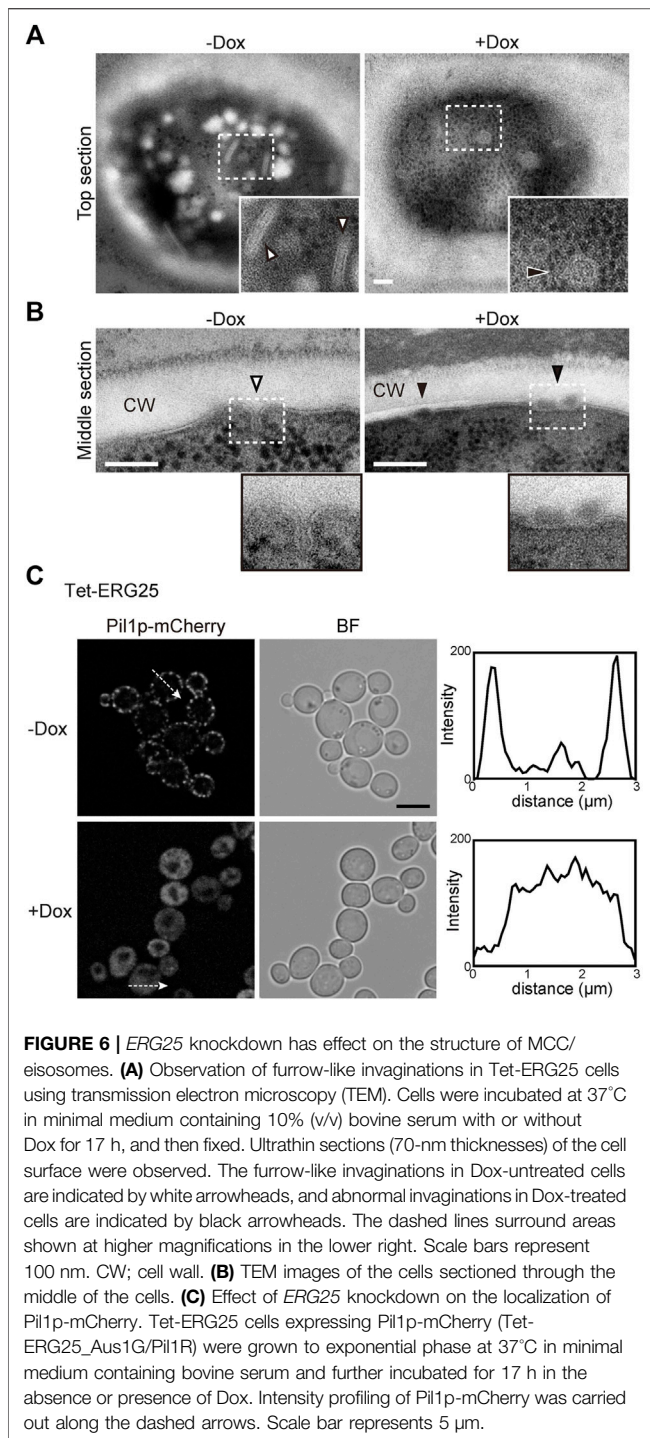 A
-Dox
+Dox
Top section
B
-Dox
+Dox
Middle section
CW
CW
C
Tet-ERG25
Pil1p-mCherry
BF
-Dox
200
Intensity
0
0
1
2
3
distance (µm)
+Dox
200
Intensity
0
0
1
2
3
distance (µm)
FIGURE 6 | ERG25 knockdown has effect on the structure of MCC/
eisosomes. (A) Observation of furrow-like invaginations in Tet-ERG25 cells
using transmission electron microscopy (TEM). Cells were incubated at 37°C
in minimal medium containing 10% (v/v) bovine serum with or without
Dox for 17 h, and then fixed. Ultrathin sections (70-nm thicknesses) of the cell
surface were observed. The furrow-like invaginations in Dox-untreated cells
are indicated by white arrowheads, and abnormal invaginations in Dox-treated
cells are indicated by black arrowheads. The dashed lines surround areas
shown at higher magnifications in the lower right. Scale bars represent
100 nm. CW; cell wall. (B) TEM images of the cells sectioned through the
middle of the cells. (C) Effect of ERG25 knockdown on the localization of
Pil1p-mCherry. Tet-ERG25 cells expressing Pil1p-mCherry (Tet-
ERG25_Aus1G/Pil1R) were grown to exponential phase at 37°C in minimal
medium containing bovine serum and further incubated for 17 h in the
absence or presence of Dox. Intensity profiling of Pil1p-mCherry was carried
out along the dashed arrows. Scale bar represents 5 µm.